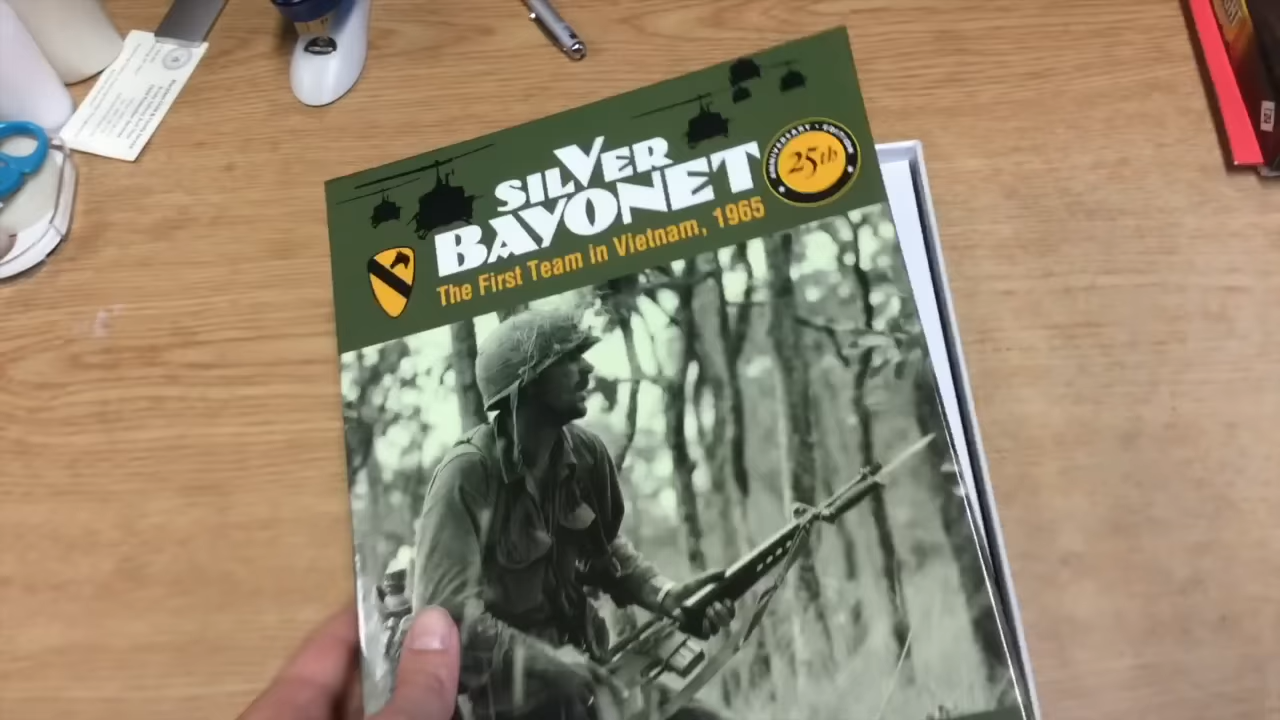 SILVER
BAYONET
The First Team in Vietnam, 1965
ANNIVERSARY · EDITION
25th